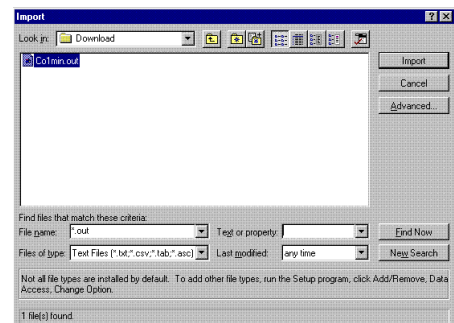 Import
Look in: Download
Co1min.out
Import
Cancel
Advanced...
Find files that match these criteria:
File name: *.out Text or property: Find Now
Files of type: Text Files (*.txt;*.csv;*.tab;*.asc) Last modified: any time New Search
Not all file types are installed by default. To add other file types, run the Setup program, click Add/Remove, Data
Access, Change Option.
1 file(s) found.